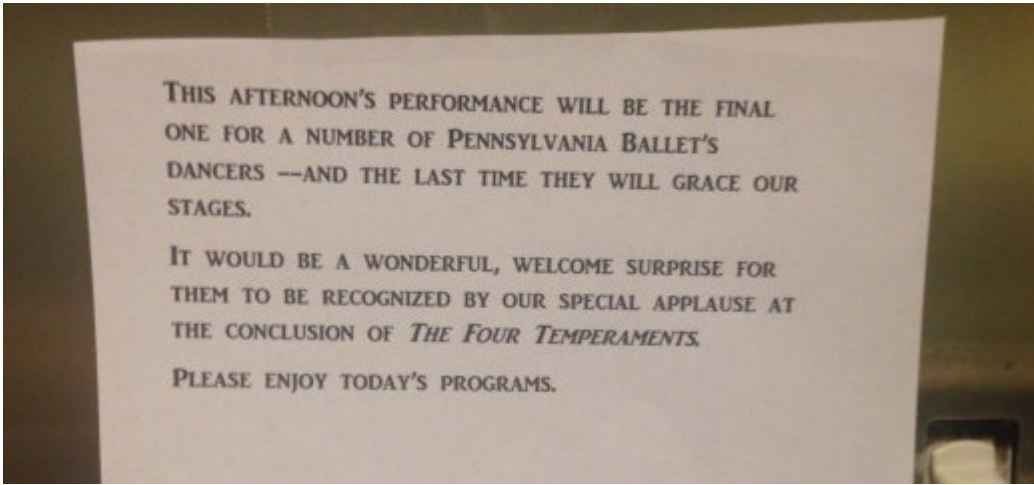 This afternoon's performance will be the final
one for a number of Pennsylvania Ballet's
dancers —and the last time they will grace our
stages.
It would be a wonderful, welcome surprise for
them to be recognized by our special applause at
the conclusion of The Four Temperaments.
Please enjoy today's programs.